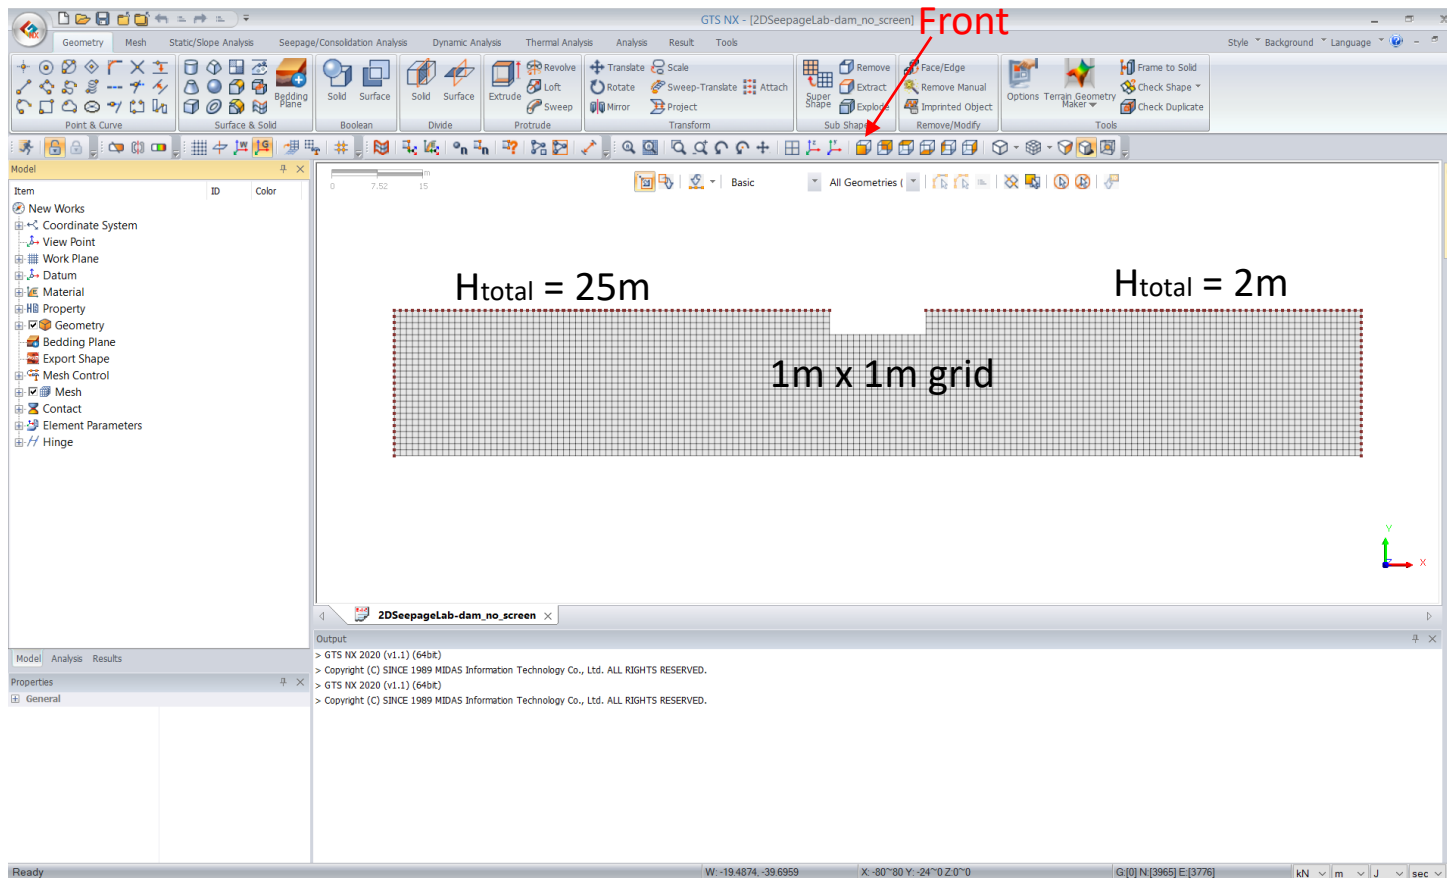 GTS NX - [2DSeepageLab-dam_no_screen]
Front
Geometry Mesh Static/Slope Analysis Seepage/Consolidation Analysis Dynamic Analysis Thermal Analysis Analysis Result Tools
Style Background Language
Bedding Plane
Point & Curve
Surface & Solid
Solid Surface
Boolean
Solid Surface
Divide
Extrude
Revolve
Loft
Sweep
Protrude
Translate Scale
Rotate Sweep-Translate Attach
Mirror Project
Transform
Super Shape
Remove
Extract
Explode
Sub Shape
Face/Edge
Remove Manual
Imprinted Object
Remove/Modify
Options
Terrain Geometry Maker
Frame to Solid
Check Shape
Check Duplicate
Tools
Model
Item ID Color
New Works
Coordinate System
View Point
Work Plane
Datum
Material
Property
Geometry
Bedding Plane
Export Shape
Mesh Control
Mesh
Contact
Element Parameters
Hinge
Model Analysis Results
Properties
General
m
0 7.52 15
Basic
All Geometries (
Htotal = 25m
Htotal = 2m
1m x 1m grid
Y
Z
X
2DSeepageLab-dam_no_screen
Output
> GTS NX 2020 (v1.1) (64bit)
> Copyright (C) SINCE 1989 MIDAS Information Technology Co., Ltd. ALL RIGHTS RESERVED.
> GTS NX 2020 (v1.1) (64bit)
> Copyright (C) SINCE 1989 MIDAS Information Technology Co., Ltd. ALL RIGHTS RESERVED.
Ready
W: -19.4874, -39.6959
X: -80~80 Y: -24~0 Z:0~0
G:[0] N:[3965] E:[3776]
kN m J sec